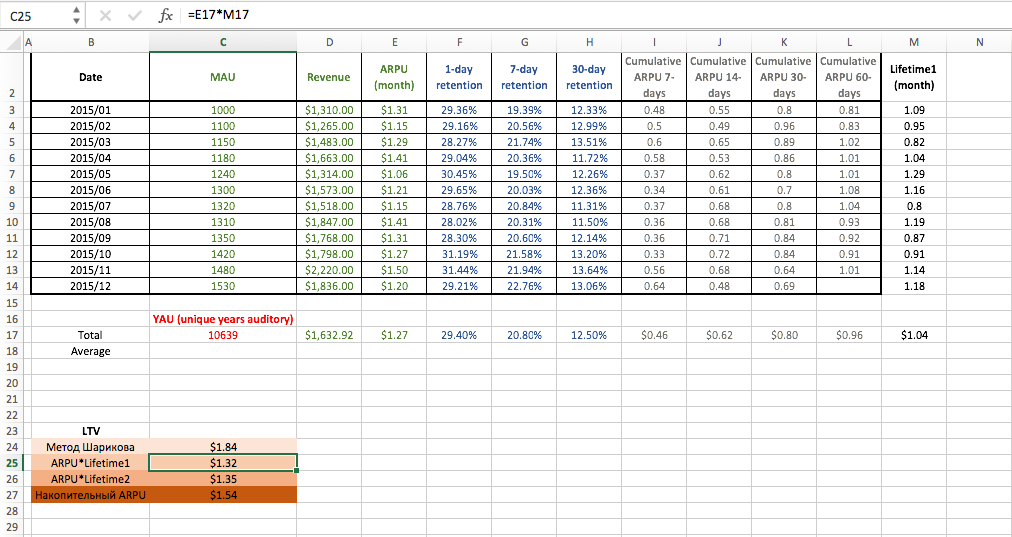 C25 fx =E17*M17
A B C D E F G H I J K L M N
2 Date MAU Revenue ARPU (month) 1-day retention 7-day retention 30-day retention Cumulative ARPU 7-days Cumulative ARPU 14-days Cumulative ARPU 30-days Cumulative ARPU 60-days Lifetime1 (month)
3 2015/01 1000 $1,310.00 $1.31 29.36% 19.39% 12.33% 0.48 0.55 0.8 0.81 1.09
4 2015/02 1100 $1,265.00 $1.15 29.16% 20.56% 12.99% 0.5 0.49 0.96 0.83 0.95
5 2015/03 1150 $1,483.00 $1.29 28.27% 21.74% 13.51% 0.6 0.65 0.89 1.02 0.82
6 2015/04 1180 $1,663.00 $1.41 29.04% 20.36% 11.72% 0.58 0.53 0.86 1.01 1.04
7 2015/05 1240 $1,314.00 $1.06 30.45% 19.50% 12.26% 0.37 0.62 0.8 1.01 1.29
8 2015/06 1300 $1,573.00 $1.21 29.65% 20.03% 12.36% 0.34 0.61 0.7 1.08 1.16
9 2015/07 1320 $1,518.00 $1.15 28.76% 20.84% 11.31% 0.37 0.68 0.8 1.04 0.8
10 2015/08 1310 $1,847.00 $1.41 28.02% 20.31% 11.50% 0.36 0.68 0.81 0.93 1.19
11 2015/09 1350 $1,768.00 $1.31 28.30% 20.60% 12.14% 0.36 0.71 0.84 0.92 0.87
12 2015/10 1420 $1,798.00 $1.27 31.19% 21.58% 13.20% 0.33 0.72 0.84 0.91 0.91
13 2015/11 1480 $2,220.00 $1.50 31.44% 21.94% 13.64% 0.56 0.68 0.64 1.01 1.14
14 2015/12 1530 $1,836.00 $1.20 29.21% 22.76% 13.06% 0.64 0.48 0.69 1.18
15
16 YAU (unique years auditory)
17 Total 10639 $1,632.92 $1.27 29.40% 20.80% 12.50% $0.46 $0.62 $0.80 $0.96 $1.04
18 Average
19
20
21
22
23 LTV
24 Метод Шарикова $1.84
25 ARPU*Lifetime1 $1.32
26 ARPU*Lifetime2 $1.35
27 Накопительный ARPU $1.54
28
29